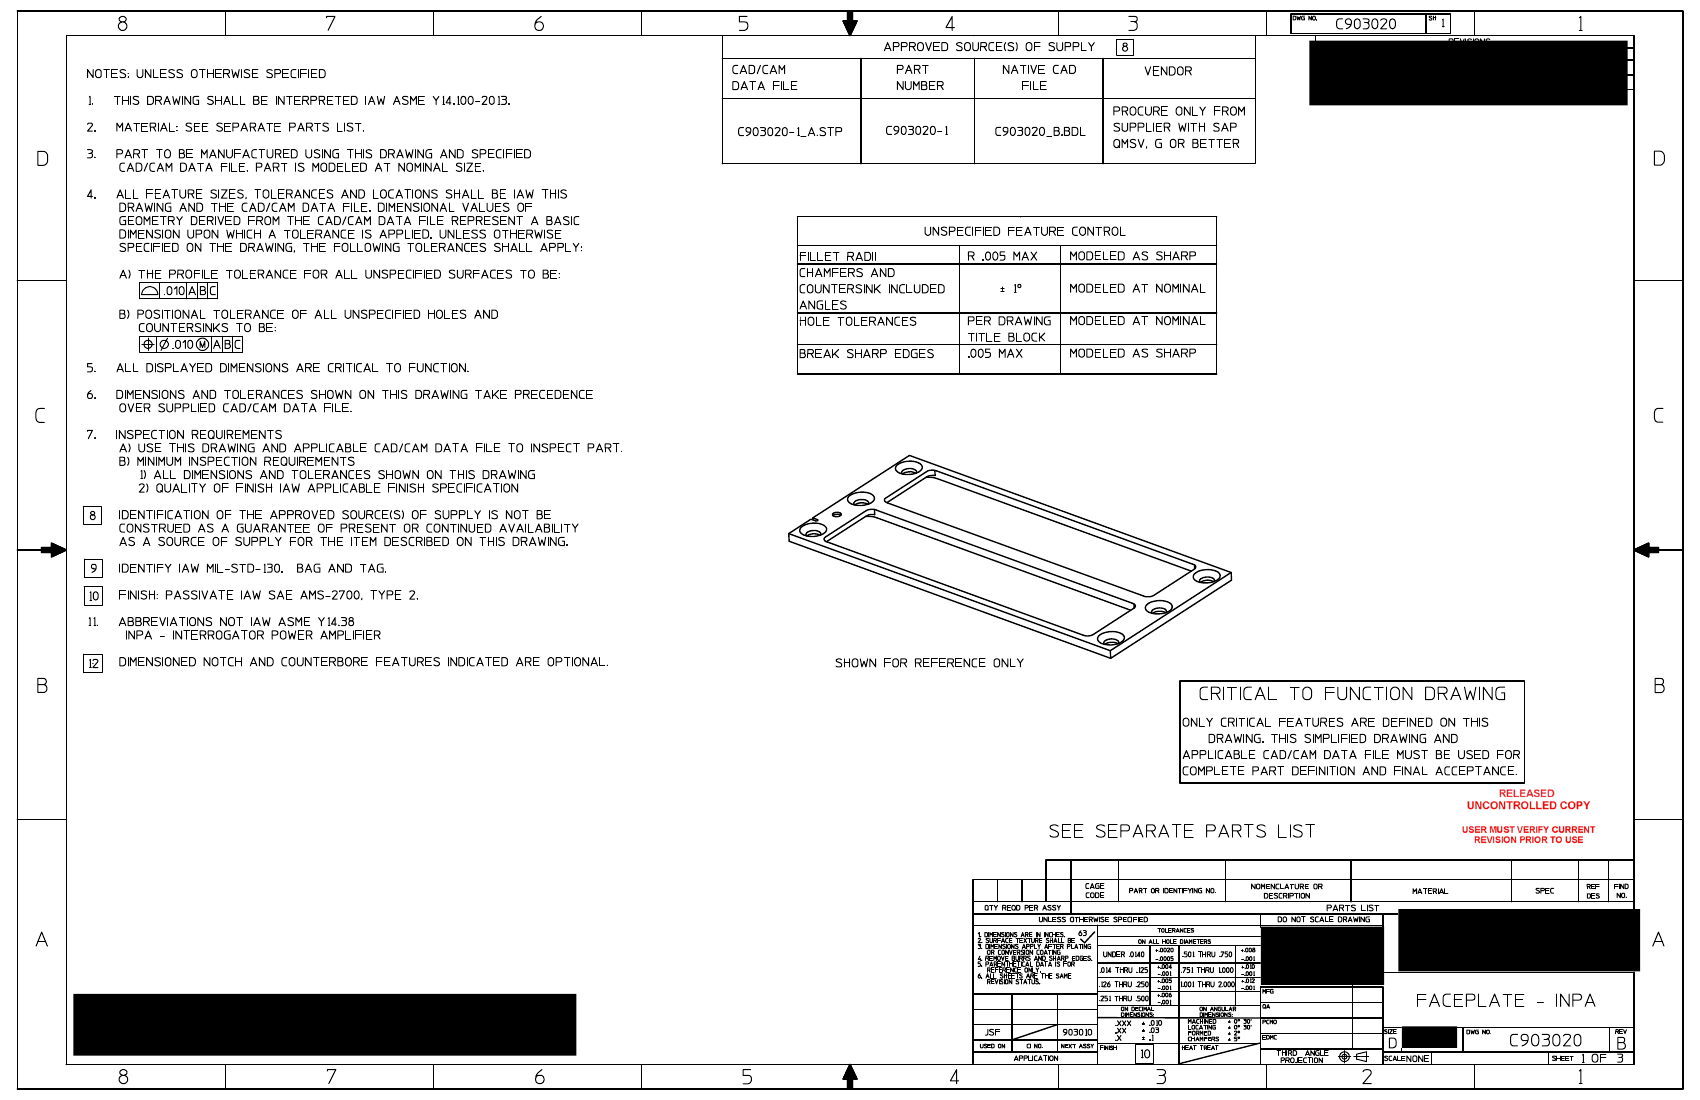 8 7 6 5 4 3 1
DWG NO. C903020 SH 1
NOTES: UNLESS OTHERWISE SPECIFIED
1. THIS DRAWING SHALL BE INTERPRETED IAW ASME Y14.100-2013.
2. MATERIAL: SEE SEPARATE PARTS LIST.
3. PART TO BE MANUFACTURED USING THIS DRAWING AND SPECIFIED
CAD/CAM DATA FILE. PART IS MODELED AT NOMINAL SIZE.
4. ALL FEATURE SIZES, TOLERANCES AND LOCATIONS SHALL BE IAW THIS
DRAWING AND THE CAD/CAM DATA FILE. DIMENSIONAL VALUES OF
GEOMETRY DERIVED FROM THE CAD/CAM DATA FILE REPRESENT A BASIC
DIMENSION UPON WHICH A TOLERANCE IS APPLIED. UNLESS OTHERWISE
SPECIFIED ON THE DRAWING, THE FOLLOWING TOLERANCES SHALL APPLY:
A) THE PROFILE TOLERANCE FOR ALL UNSPECIFIED SURFACES TO BE:
⌓ .010 A B C
B) POSITIONAL TOLERANCE OF ALL UNSPECIFIED HOLES AND
COUNTERSINKS TO BE:
⌖ Ø.010 Ⓜ A B C
5. ALL DISPLAYED DIMENSIONS ARE CRITICAL TO FUNCTION.
6. DIMENSIONS AND TOLERANCES SHOWN ON THIS DRAWING TAKE PRECEDENCE
OVER SUPPLIED CAD/CAM DATA FILE.
7. INSPECTION REQUIREMENTS
A) USE THIS DRAWING AND APPLICABLE CAD/CAM DATA FILE TO INSPECT PART.
B) MINIMUM INSPECTION REQUIREMENTS
1) ALL DIMENSIONS AND TOLERANCES SHOWN ON THIS DRAWING
2) QUALITY OF FINISH IAW APPLICABLE FINISH SPECIFICATION
8 IDENTIFICATION OF THE APPROVED SOURCE(S) OF SUPPLY IS NOT BE
CONSTRUED AS A GUARANTEE OF PRESENT OR CONTINUED AVAILABILITY
AS A SOURCE OF SUPPLY FOR THE ITEM DESCRIBED ON THIS DRAWING.
9 IDENTIFY IAW MIL-STD-130. BAG AND TAG.
10 FINISH: PASSIVATE IAW SAE AMS-2700, TYPE 2.
11. ABBREVIATIONS NOT IAW ASME Y14.38
INPA - INTERROGATOR POWER AMPLIFIER
12 DIMENSIONED NOTCH AND COUNTERBORE FEATURES INDICATED ARE OPTIONAL.
APPROVED SOURCE(S) OF SUPPLY 8
CAD/CAM DATA FILE PART NUMBER NATIVE CAD FILE VENDOR
C903020-1_A.STP C903020-1 C903020_B.BDL PROCURE ONLY FROM
SUPPLIER WITH SAP
QMSV, G OR BETTER
UNSPECIFIED FEATURE CONTROL
FILLET RADII R .005 MAX MODELED AS SHARP
CHAMFERS AND
COUNTERSINK INCLUDED ± 1° MODELED AT NOMINAL
ANGLES
HOLE TOLERANCES PER DRAWING MODELED AT NOMINAL
TITLE BLOCK
BREAK SHARP EDGES .005 MAX MODELED AS SHARP
D D
C C
B B
A A
SHOWN FOR REFERENCE ONLY
CRITICAL TO FUNCTION DRAWING
ONLY CRITICAL FEATURES ARE DEFINED ON THIS
DRAWING. THIS SIMPLIFIED DRAWING AND
APPLICABLE CAD/CAM DATA FILE MUST BE USED FOR
COMPLETE PART DEFINITION AND FINAL ACCEPTANCE.
RELEASED
UNCONTROLLED COPY
USER MUST VERIFY CURRENT
REVISION PRIOR TO USE
SEE SEPARATE PARTS LIST
QTY REQD PER ASSY CAGE CODE PART OR IDENTIFYING NO. NOMENCLATURE OR DESCRIPTION MATERIAL SPEC REF DES FIND NO.
PARTS LIST
UNLESS OTHERWISE SPECIFIED
1. DIMENSIONS ARE IN INCHES.
2. SURFACE TEXTURE SHALL BE 63
3. DIMENSIONS APPLY AFTER PLATING
OR CONVERSION COATING
4. REMOVE BURRS AND SHARP EDGES.
5. PARENTHETICAL DATA IS FOR
REFERENCE ONLY.
6. ALL SHEETS ARE THE SAME
REVISION STATUS.
TOLERANCES
ON ALL HOLE DIAMETERS
UNDER .0140 +.0020 -.0005 .501 THRU .750 +.008 -.001
.014 THRU .125 +.004 -.001 .751 THRU 1.000 +.010 -.001
.126 THRU .250 +.005 -.001 1.001 THRU 2.000 +.012 -.001
.251 THRU .500 +.006 -.001
ON DECIMAL DIMENSIONS:
.XXX ± .010
.XX ± .03
.X ± .1
ON ANGULAR DIMENSIONS:
MACHINED ± 0° 30'
LOCATING ± 0° 30'
FORMED ± 2°
CHAMFERS ± 5°
JSF 903010
USED ON CI NO. NEXT ASSY
APPLICATION
FINISH 10 HEAT TREAT
DO NOT SCALE DRAWING
MFG
QA
PCMO
EDMC
THIRD ANGLE
PROJECTION
FACEPLATE - INPA
SIZE D DWG NO. C903020 REV B
SCALE NONE SHEET 1 OF 3
8 7 6 5 4 3 2 1